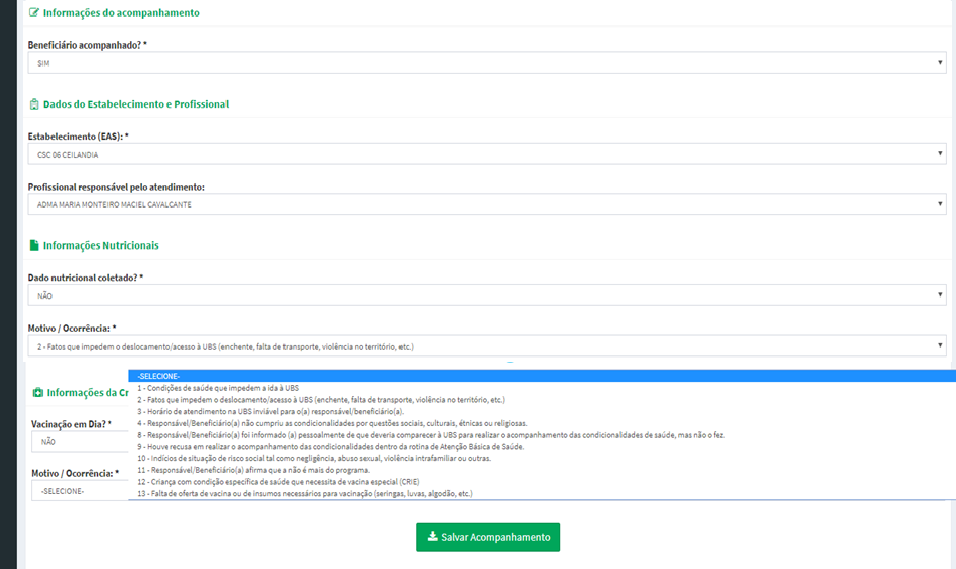 Informações do acompanhamento
Beneficiário acompanhado? *
SIM
Dados do Estabelecimento e Profissional
Estabelecimento (EAS): *
CSC 06 CEILANDIA
Profissional responsável pelo atendimento:
ADMA MARIA MONTEIRO MACIEL CAVALCANTE
Informações Nutricionais
Dado nutricional coletado? *
NÃO
Motivo / Ocorrência: *
2 - Fatos que impedem o deslocamento/acesso à UBS (enchente, falta de transporte, violência no território, etc.)
Informações da Cr
Vacinação em Dia? *
NÃO
Motivo / Ocorrência: *
-SELECIONE-
-SELECIONE-
1 - Condições de saúde que impedem a ida à UBS
2 - Fatos que impedem o deslocamento/acesso à UBS (enchente, falta de transporte, violência no território, etc.)
3 - Horário de atendimento na UBS inviável para o(a) responsável/beneficiário(a).
4 - Responsável/Beneficiário(a) não cumpriu as condicionalidades por questões sociais, culturais, étnicas ou religiosas.
8 - Responsável/Beneficiário(a) foi informado (a) pessoalmente de que deveria comparecer à UBS para realizar o acompanhamento das condicionalidades de saúde, mas não o fez.
9 - Houve recusa em realizar o acompanhamento das condicionalidades dentro da rotina de Atenção Básica de Saúde.
10 - Indícios de situação de risco social tal como negligência, abuso sexual, violência intrafamiliar ou outras.
11 - Responsável/Beneficiário(a) afirma que a não é mais do programa.
12 - Criança com condição específica de saúde que necessita de vacina especial (CRIE)
13 - Falta de oferta de vacina ou de insumos necessários para vacinação (seringas, luvas, algodão, etc.)
Salvar Acompanhamento